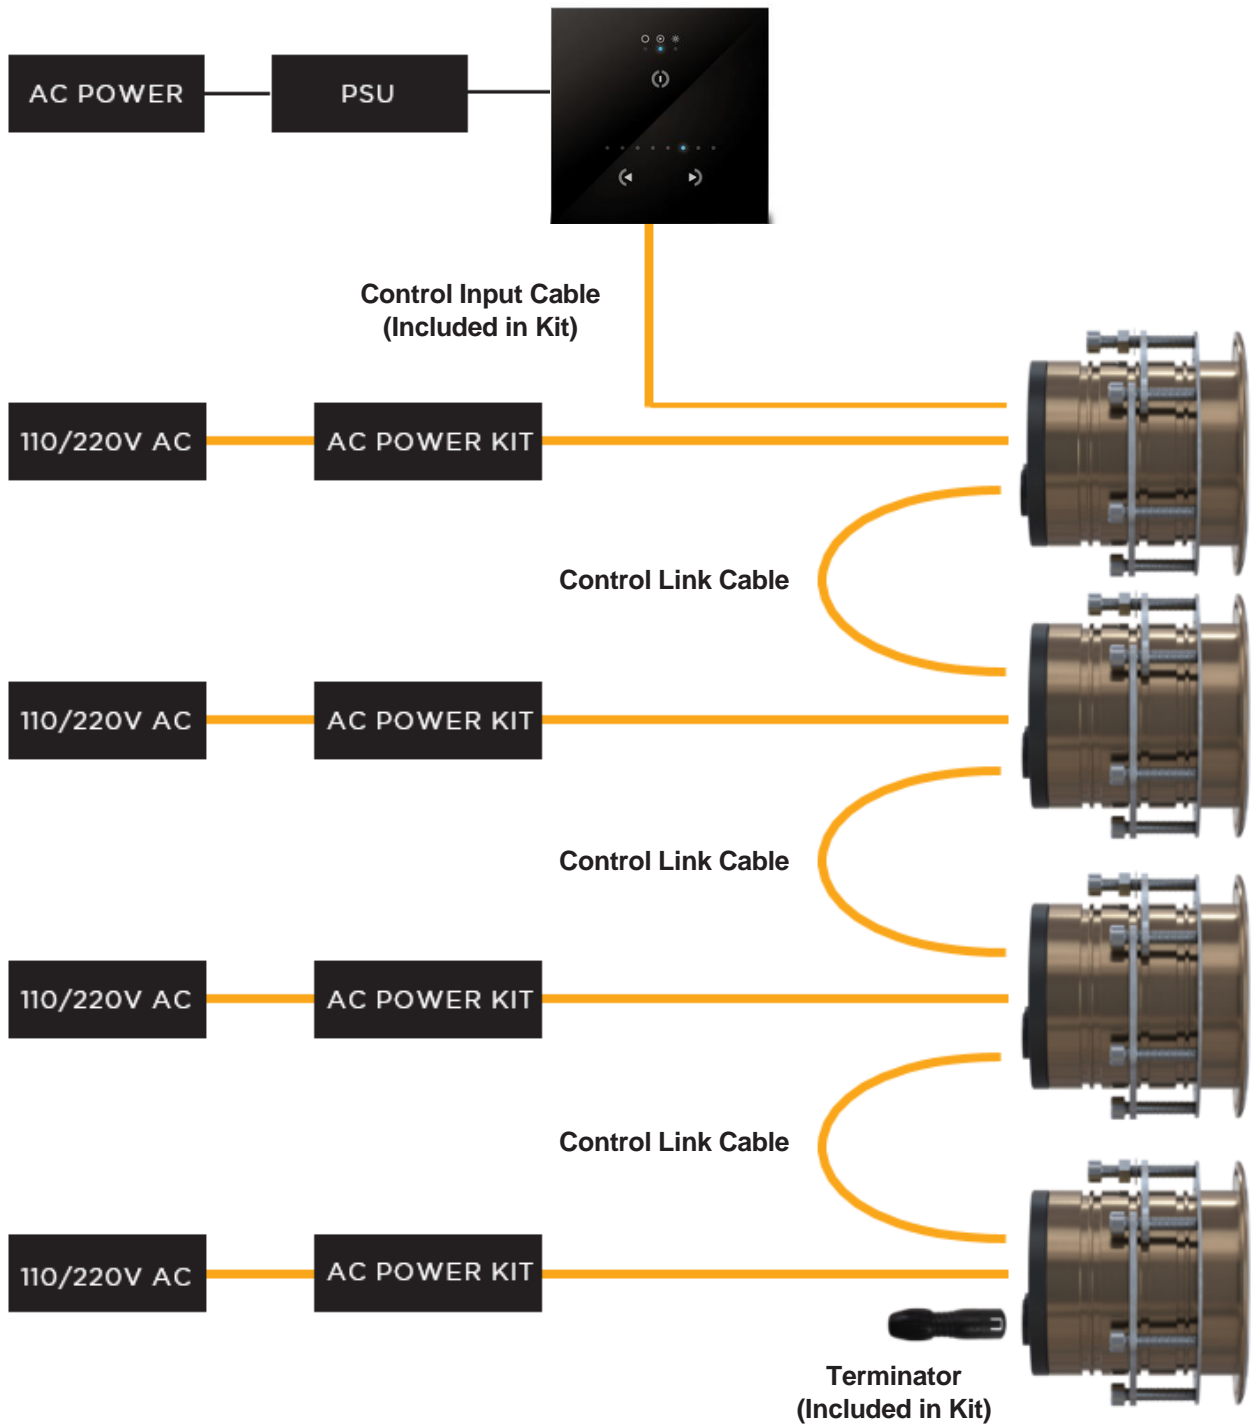 AC POWER
PSU
Control Input Cable
(Included in Kit)
110/220V AC
AC POWER KIT
Control Link Cable
110/220V AC
AC POWER KIT
Control Link Cable
110/220V AC
AC POWER KIT
Control Link Cable
110/220V AC
AC POWER KIT
Terminator
(Included in Kit)